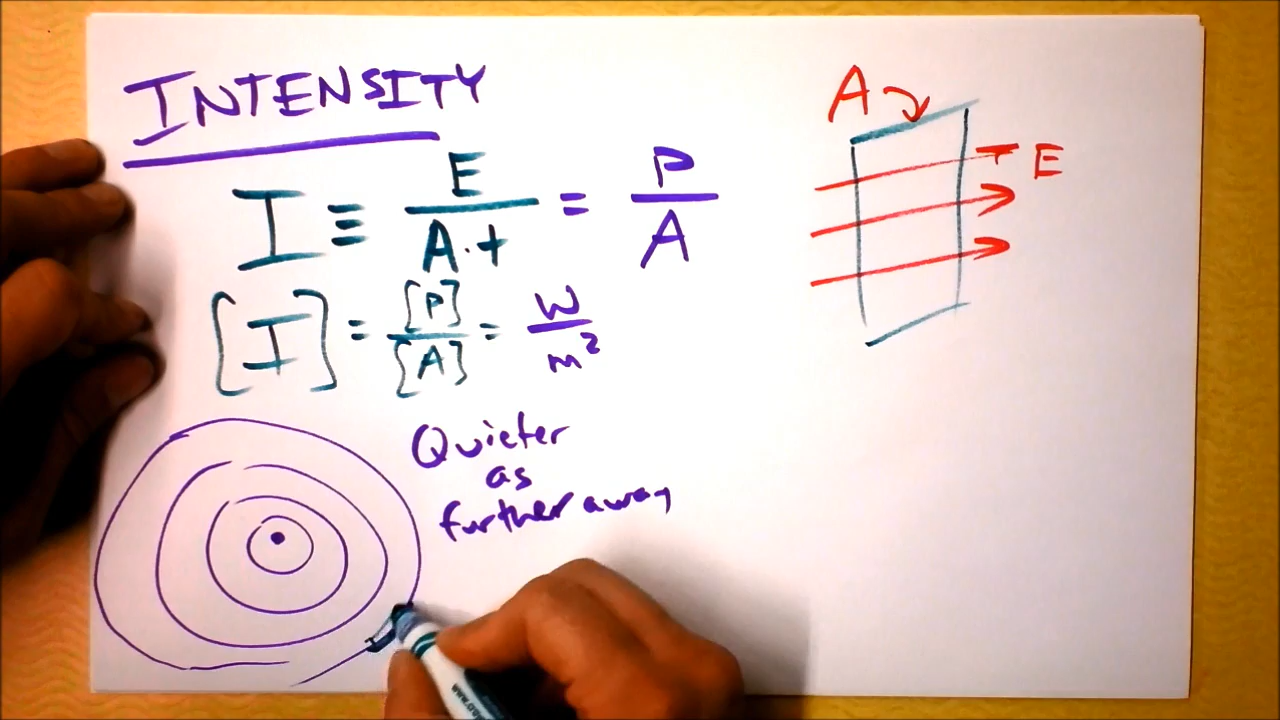 INTENSITY
I ≡ E / A·t = P / A
[I] = [P] / [A] = W / m²
Quieter
as
further away
A
E